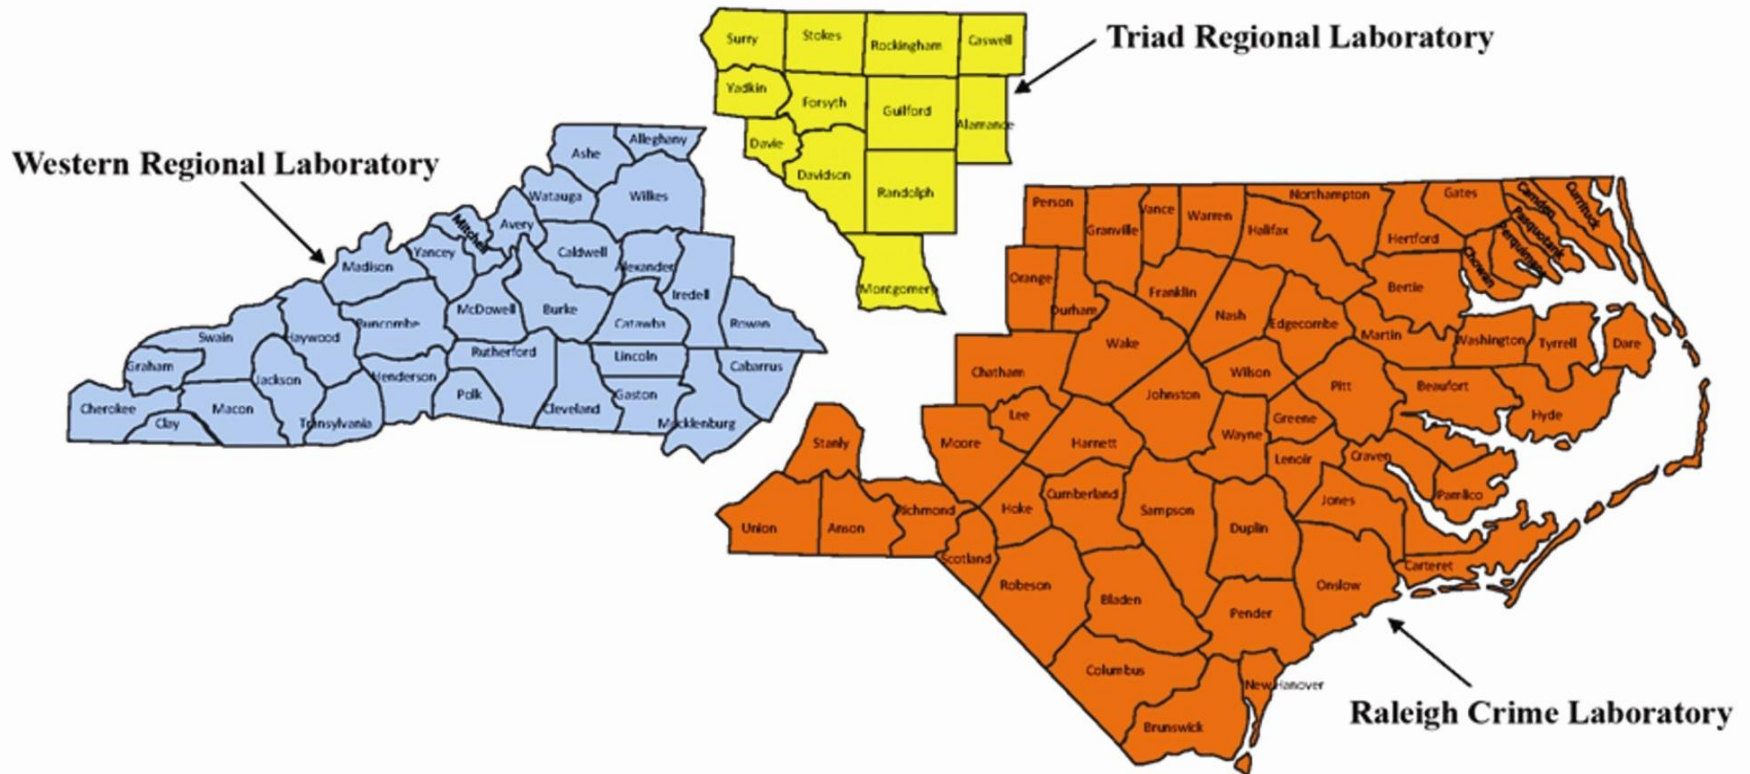 Triad Regional Laboratory
Surry
Stokes
Rockingham
Caswell
Yadkin
Forsyth
Guilford
Alamance
Davie
Davidson
Randolph
Montgomery
Western Regional Laboratory
Alleghany
Ashe
Watauga
Wilkes
Mitchell
Avery
Yancey
Caldwell
Alexander
Madison
Iredell
McDowell
Burke
Catawba
Rowan
Buncombe
Haywood
Swain
Rutherford
Lincoln
Cabarrus
Graham
Jackson
Henderson
Polk
Gaston
Cherokee
Macon
Cleveland
Clay
Transylvania
Mecklenburg
Person
Granville
Vance
Warren
Northampton
Halifax
Gates
Camden
Currituck
Pasquotank
Perquimans
Chowan
Hertford
Orange
Durham
Franklin
Bertie
Nash
Edgecombe
Martin
Washington
Tyrrell
Dare
Wake
Chatham
Wilson
Pitt
Beaufort
Johnston
Lee
Greene
Hyde
Stanly
Moore
Harnett
Wayne
Lenoir
Craven
Cumberland
Jones
Pamlico
Union
Anson
Richmond
Hoke
Sampson
Duplin
Scotland
Robeson
Onslow
Carteret
Bladen
Pender
Columbus
New Hanover
Brunswick
Raleigh Crime Laboratory